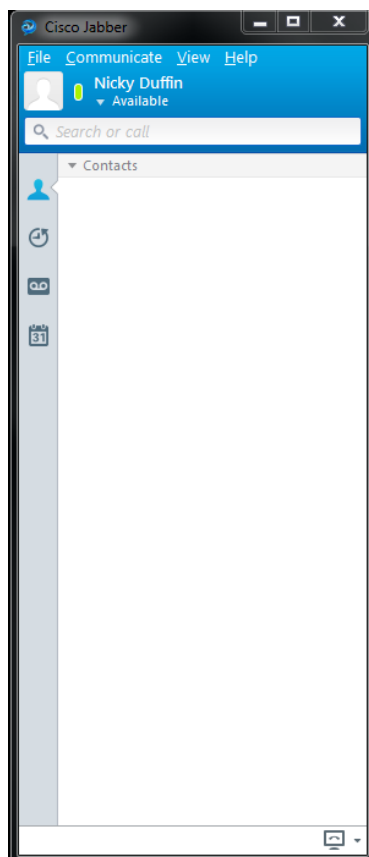 Cisco Jabber
File Communicate View Help
Nicky Duffin
Available
Search or call
Contacts
31